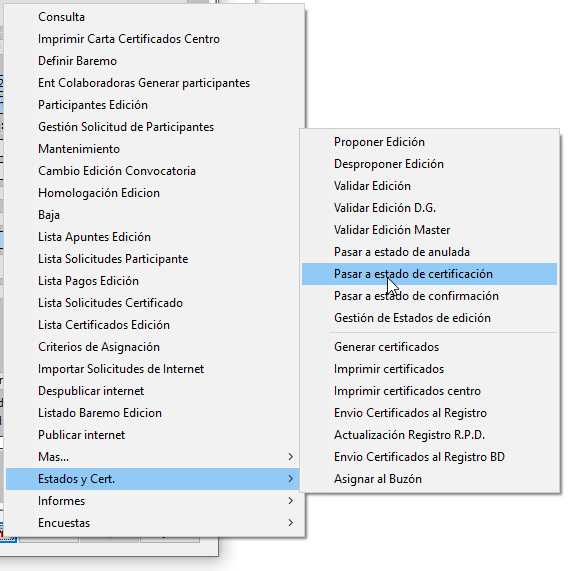 Consulta
Imprimir Carta Certificados Centro
Definir Baremo
Ent Colaboradoras Generar participantes
Participantes Edición
Gestión Solicitud de Participantes
Mantenimiento
Cambio Edición Convocatoria
Homologación Edicion
Baja
Lista Apuntes Edición
Lista Solicitudes Participante
Lista Pagos Edición
Lista Solicitudes Certificado
Lista Certificados Edición
Criterios de Asignación
Importar Solicitudes de Internet
Despublicar internet
Listado Baremo Edicion
Publicar internet
Mas...
Estados y Cert.
Informes
Encuestas
Proponer Edición
Desproponer Edición
Validar Edición
Validar Edición D.G.
Validar Edición Master
Pasar a estado de anulada
Pasar a estado de certificación
Pasar a estado de confirmación
Gestión de Estados de edición
Generar certificados
Imprimir certificados
Imprimir certificados centro
Envio Certificados al Registro
Actualización Registro R.P.D.
Envio Certificados al Registro BD
Asignar al Buzón